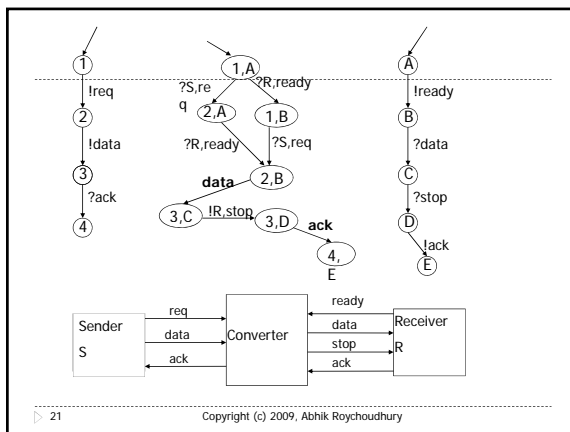 1
!req
2
!data
3
?ack
4
1,A
?S,re
q
?R,ready
2,A
1,B
?R,ready
?S,req
2,B
data
3,C
!R,stop
3,D
ack
4,
E
A
!ready
B
?data
C
?stop
D
!ack
E
Sender
S
req
data
ack
Converter
ready
data
stop
ack
Receiver
R
21
Copyright (c) 2009, Abhik Roychoudhury